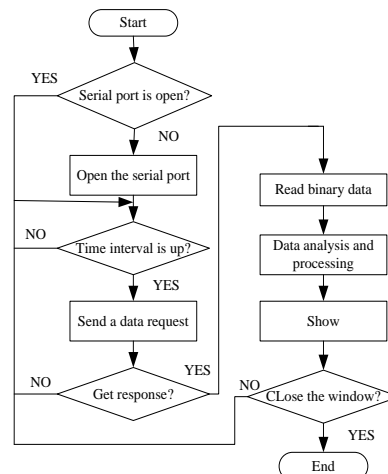 Start
YES
Serial port is open?
NO
Open the serial port
NO
Time interval is up?
YES
Send a data request
YES
NO
Get response?
Read binary data
Data analysis and
processing
Show
NO
CLose the window?
YES
End